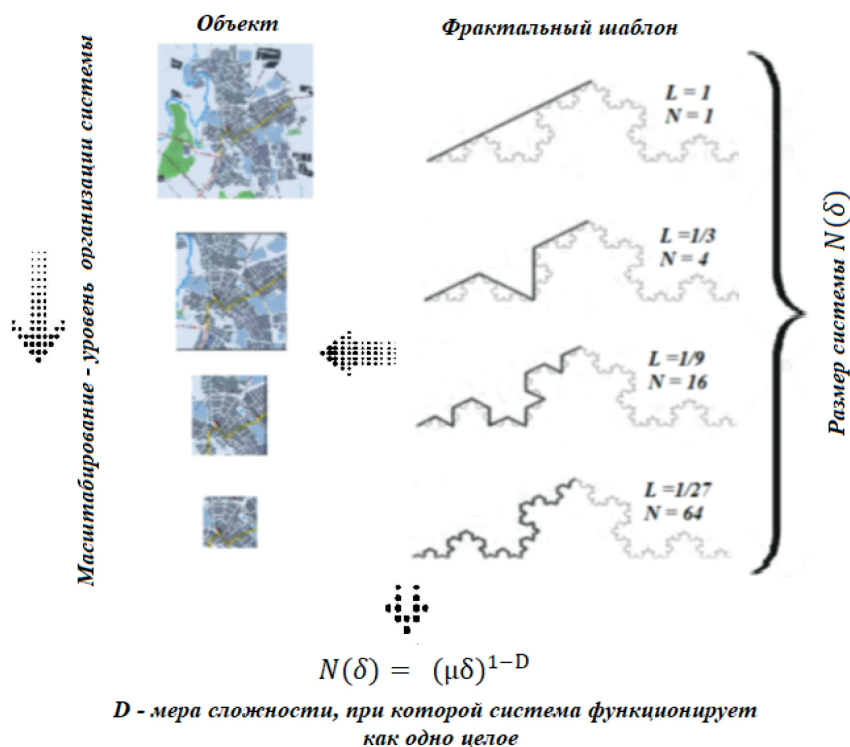 Объект
Фрактальный шаблон
Масштабирование - уровень организации системы
L = 1
N = 1
L =1/3
N = 4
L =1/9
N = 16
L =1/27
N = 64
Размер системы N(δ)
N(δ) = (μδ)^{1−D}
D - мера сложности, при которой система функционирует
как одно целое